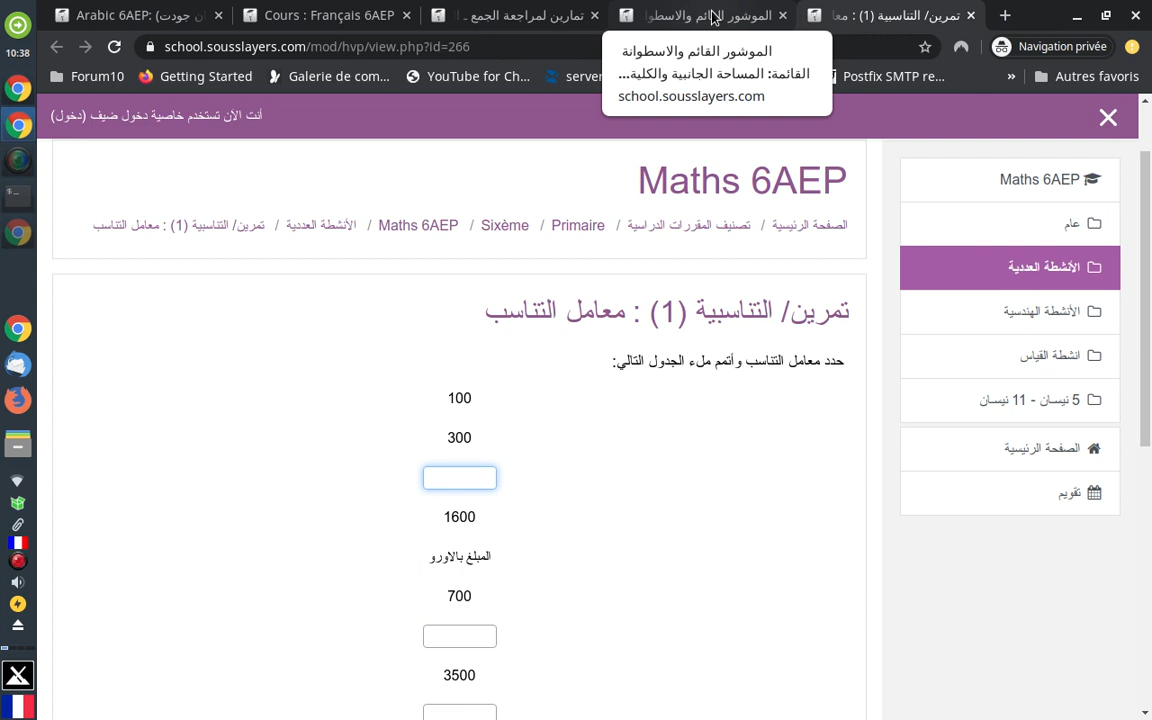 Arabic 6AEP: (ن جودت
Cour : Français 6AEP
تمارين لمراجعة الجمع ـ ا
الموشور القائم والاسطوا
تمرين/ التناسبية (1) : معا
10:38
school.sousslayers.com/mod/hvp/view.php?id=266
Navigation privée
Forum10
Getting Started
Galerie de com...
YouTube for Ch...
server
Postfix SMTP re...
»
Autres favoris
الموشور القائم والاسطوانة
القائمة: المساحة الجانبية والكلية...
school.sousslayers.com
أنت الآن تستخدم خاصية دخول ضيف (دخول)
Maths 6AEP
الصفحة الرئيسية / تصنيف المقررات الدراسية / Primaire / Sixème / Maths 6AEP / الأنشطة العددية / تمرين/ التناسبية (1) : معامل التناسب
تمرين/ التناسبية (1) : معامل التناسب
حدد معامل التناسب وأتمم ملء الجدول التالي:
100
300
1600
المبلغ بالاورو
700
3500
Maths 6AEP
عام
الأنشطة العددية
الأنشطة الهندسية
انشطة القياس
5 نيسان - 11 نيسان
الصفحة الرئيسية
تقويم